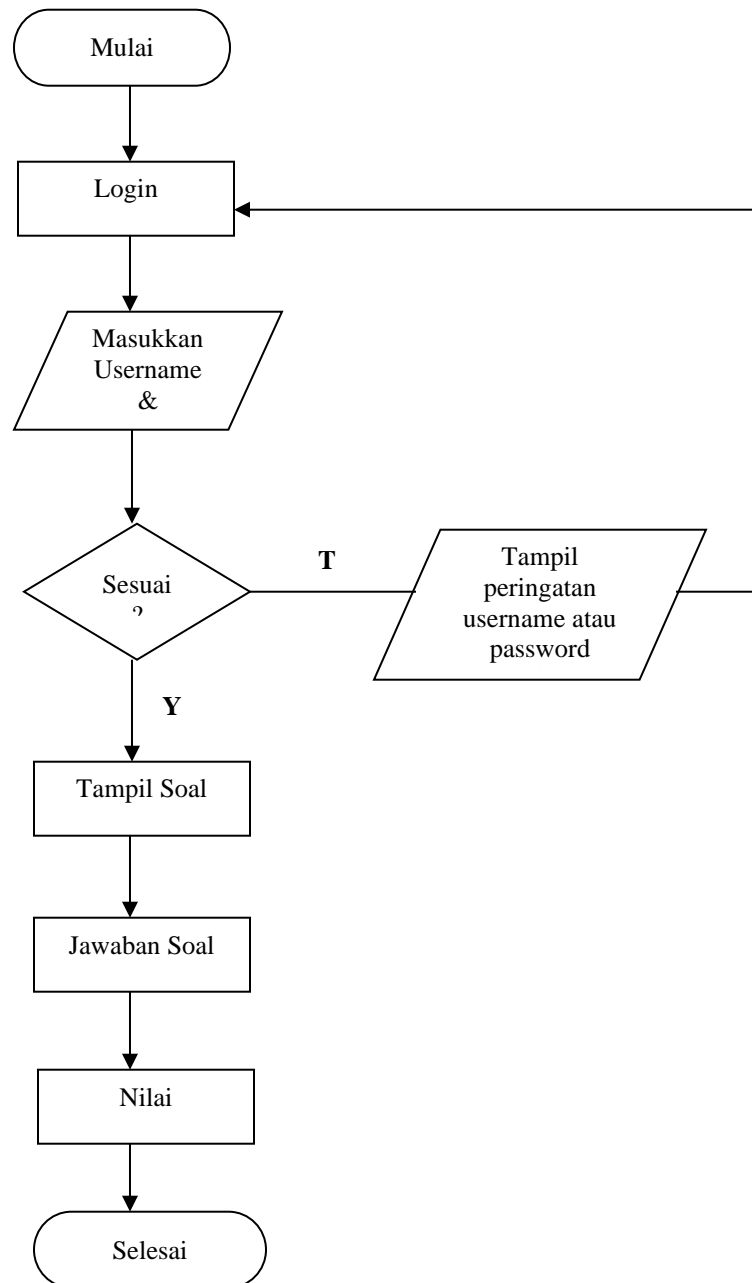 Mulai
Login
Masukkan
Username
&
Sesuai
?
T
Tampil
peringatan
username atau
password
Y
Tampil Soal
Jawaban Soal
Nilai
Selesai